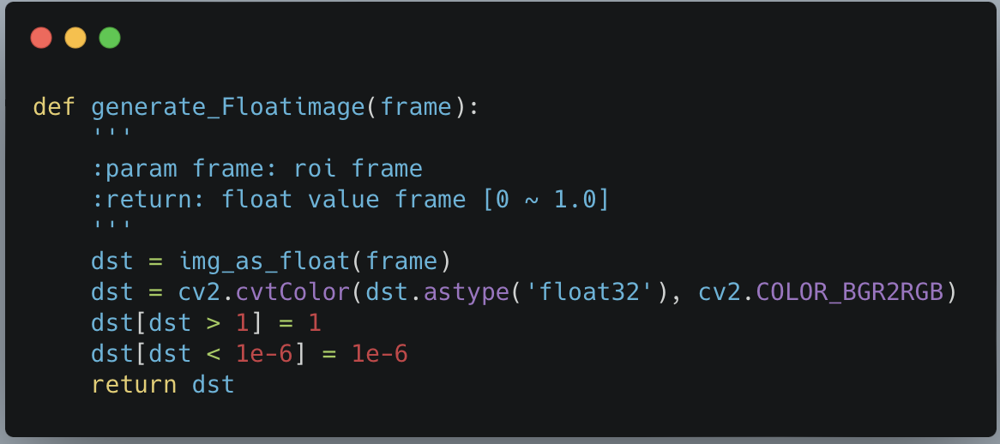 def generate_Floatimage(frame):
    '''
    :param frame: roi frame
    :return: float value frame [0 ~ 1.0]
    '''
    dst = img_as_float(frame)
    dst = cv2.cvtColor(dst.astype('float32'), cv2.COLOR_BGR2RGB)
    dst[dst > 1] = 1
    dst[dst < 1e-6] = 1e-6
    return dst